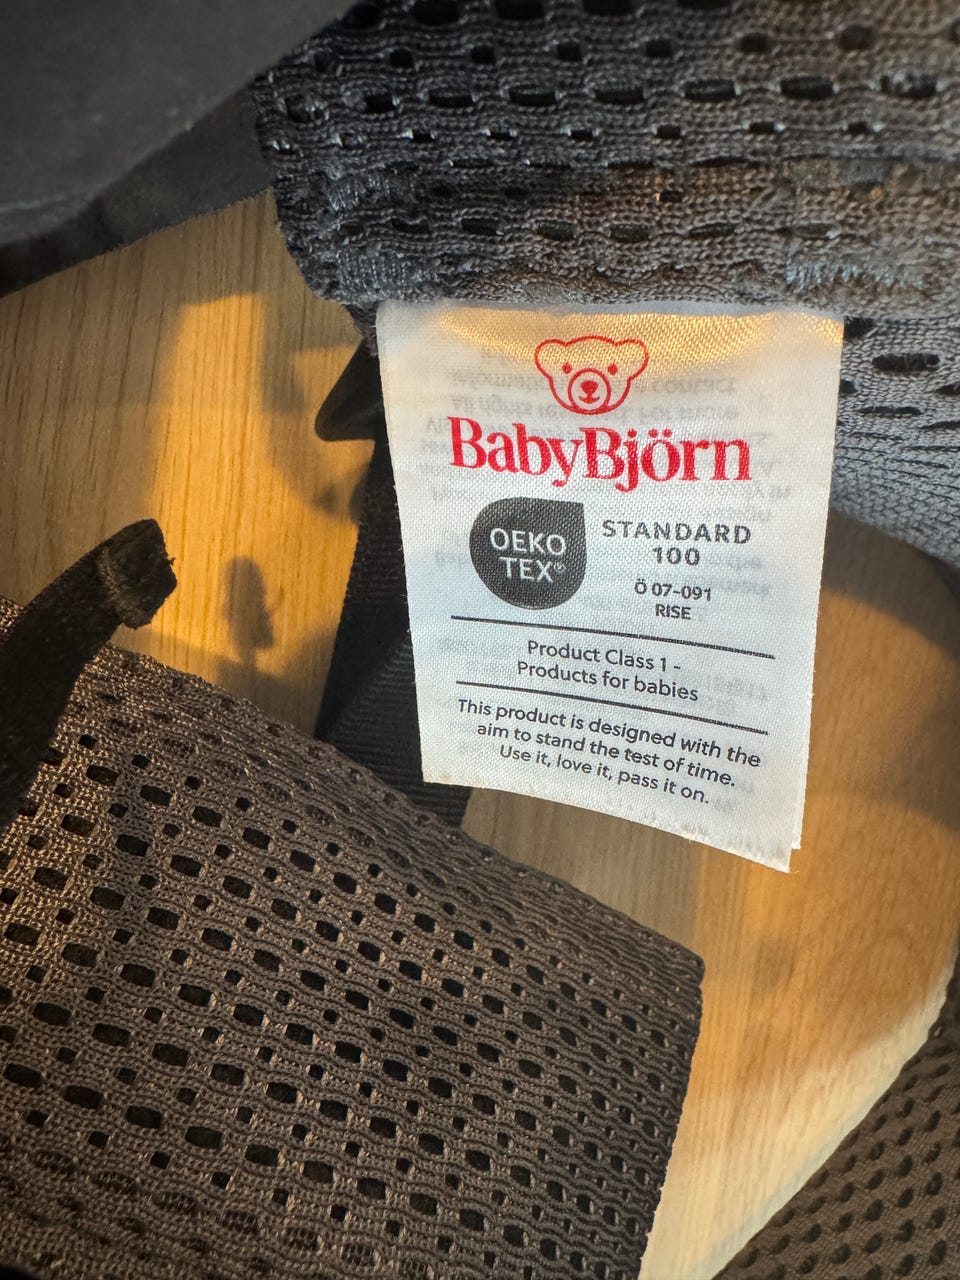 BabyBjörn
OEKO
TEX®
STANDARD
100
Ö 07-091
RISE
Product Class 1 -
Products for babies
This product is designed with the
aim to stand the test of time.
Use it, love it, pass it on.